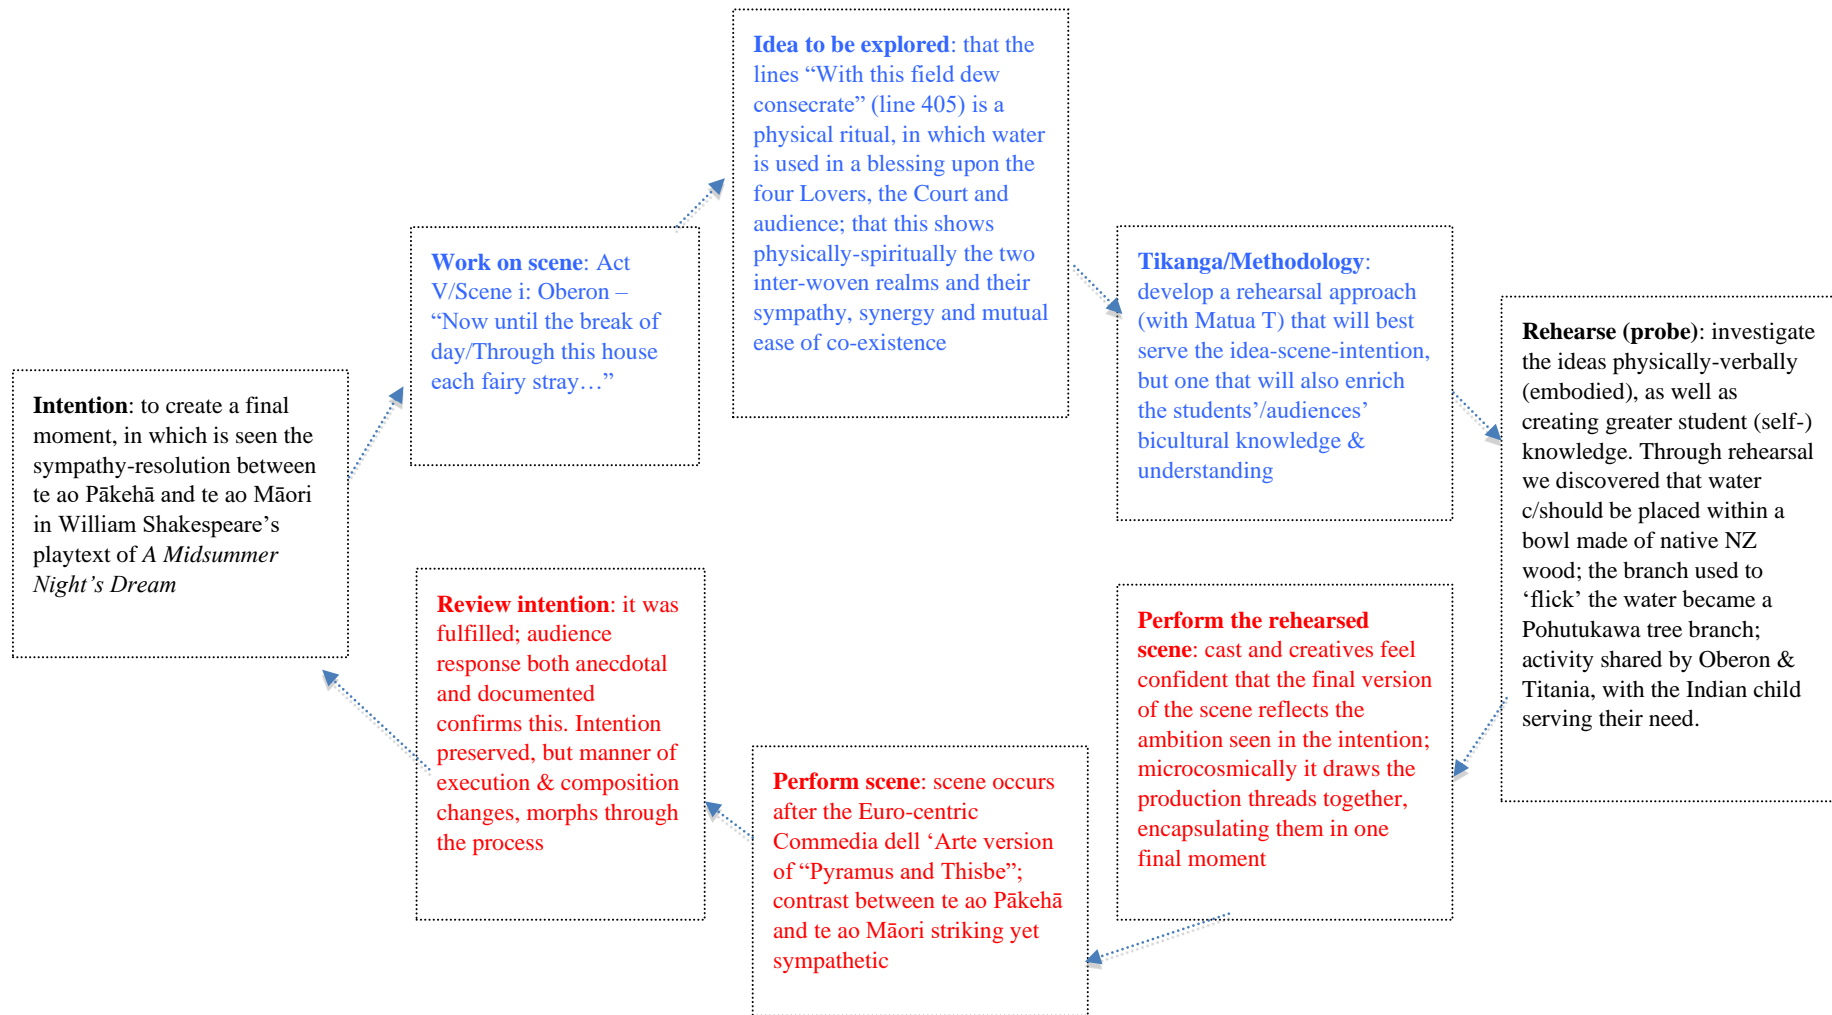 Intention: to create a final
moment, in which is seen the
sympathy-resolution between
te ao Pākehā and te ao Māori
in William Shakespeare’s
playtext of A Midsummer
Night’s Dream
Work on scene: Act
V/Scene i: Oberon –
“Now until the break of
day/Through this house
each fairy stray…”
Idea to be explored: that the
lines “With this field dew
consecrate” (line 405) is a
physical ritual, in which water
is used in a blessing upon the
four Lovers, the Court and
audience; that this shows
physically-spiritually the two
inter-woven realms and their
sympathy, synergy and mutual
ease of co-existence
Tikanga/Methodology:
develop a rehearsal approach
(with Matua T) that will best
serve the idea-scene-intention,
but one that will also enrich
the students’/audiences’
bicultural knowledge &
understanding
Rehearse (probe): investigate
the ideas physically-verbally
(embodied), as well as
creating greater student (self-)
knowledge. Through rehearsal
we discovered that water
c/should be placed within a
bowl made of native NZ
wood; the branch used to
‘flick’ the water became a
Pohutukawa tree branch;
activity shared by Oberon &
Titania, with the Indian child
serving their need.
Perform the rehearsed
scene: cast and creatives feel
confident that the final version
of the scene reflects the
ambition seen in the intention;
microcosmically it draws the
production threads together,
encapsulating them in one
final moment
Perform scene: scene occurs
after the Euro-centric
Commedia dell ‘Arte version
of “Pyramus and Thisbe”;
contrast between te ao Pākehā
and te ao Māori striking yet
sympathetic
Review intention: it was
fulfilled; audience
response both anecdotal
and documented
confirms this. Intention
preserved, but manner of
execution & composition
changes, morphs through
the process